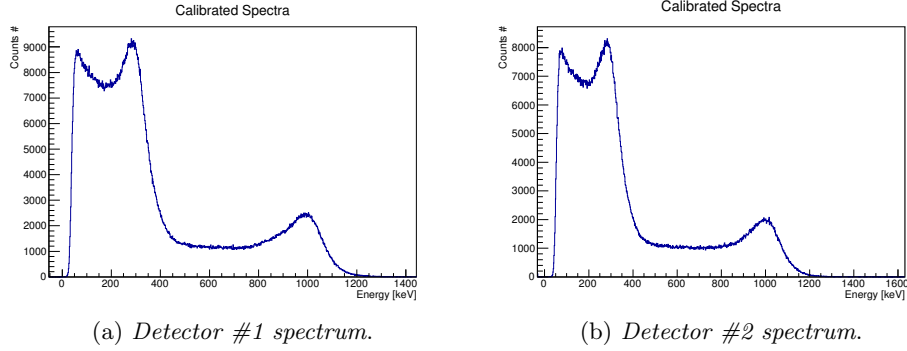 Calibrated Spectra
Counts #
9000
8000
7000
6000
5000
4000
3000
2000
1000
0
0 200 400 600 800 1000 1200 1400
Energy [keV]
(a) Detector #1 spectrum.
Calibrated Spectra
Counts #
8000
7000
6000
5000
4000
3000
2000
1000
0
0 200 400 600 800 1000 1200 1400 1600
Energy [keV]
(b) Detector #2 spectrum.